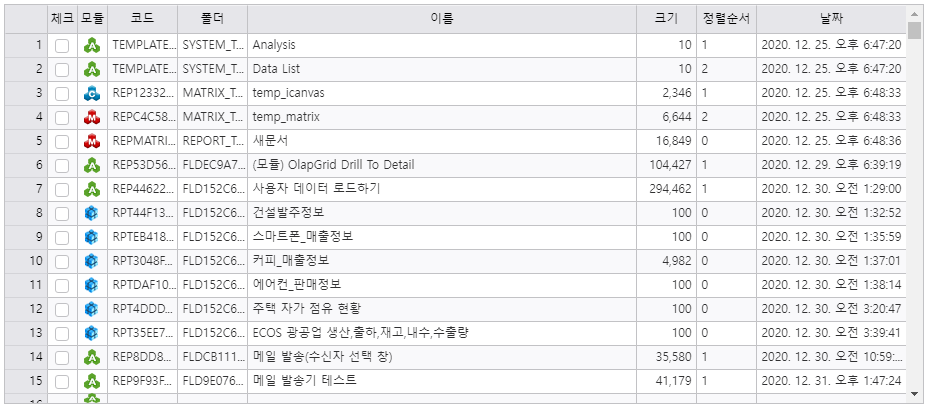 체크 모듈 코드 폴더 이름 크기 정렬순서 날짜
1 TEMPLATE... SYSTEM_T... Analysis 10 1 2020. 12. 25. 오후 6:47:20
2 TEMPLATE... SYSTEM_T... Data List 10 2 2020. 12. 25. 오후 6:47:20
3 C REP12332... MATRIX_T... temp_icanvas 2,346 1 2020. 12. 25. 오후 6:48:33
4 M REPC4C58... MATRIX_T... temp_matrix 6,644 2 2020. 12. 25. 오후 6:48:33
5 M REPMATRI... REPORT_T... 새문서 16,849 0 2020. 12. 25. 오후 6:48:36
6 REP53D56... FLDEC9A7... (모듈) OlapGrid Drill To Detail 104,427 1 2020. 12. 29. 오후 6:39:19
7 REP44622... FLD152C6... 사용자 데이터 로드하기 294,462 1 2020. 12. 30. 오전 1:29:00
8 RPT44F13... FLD152C6... 건설발주정보 100 0 2020. 12. 30. 오전 1:32:52
9 RPTEB418... FLD152C6... 스마트폰_매출정보 100 0 2020. 12. 30. 오전 1:35:59
10 RPT3048F... FLD152C6... 커피_매출정보 4,982 0 2020. 12. 30. 오전 1:37:01
11 RPTDAF10... FLD152C6... 에어컨_판매정보 100 0 2020. 12. 30. 오전 1:38:14
12 RPT4DDD... FLD152C6... 주택 자가 점유 현황 100 0 2020. 12. 30. 오전 3:20:47
13 RPT35EE7... FLD152C6... ECOS 광공업 생산,출하,재고,내수,수출량 100 0 2020. 12. 30. 오전 3:39:41
14 REP8DD8... FLDCB111... 메일 발송(수신자 선택 창) 35,580 1 2020. 12. 30. 오전 10:59:...
15 REP9F93F... FLD9E076... 메일 발송기 테스트 41,179 1 2020. 12. 31. 오후 1:47:24